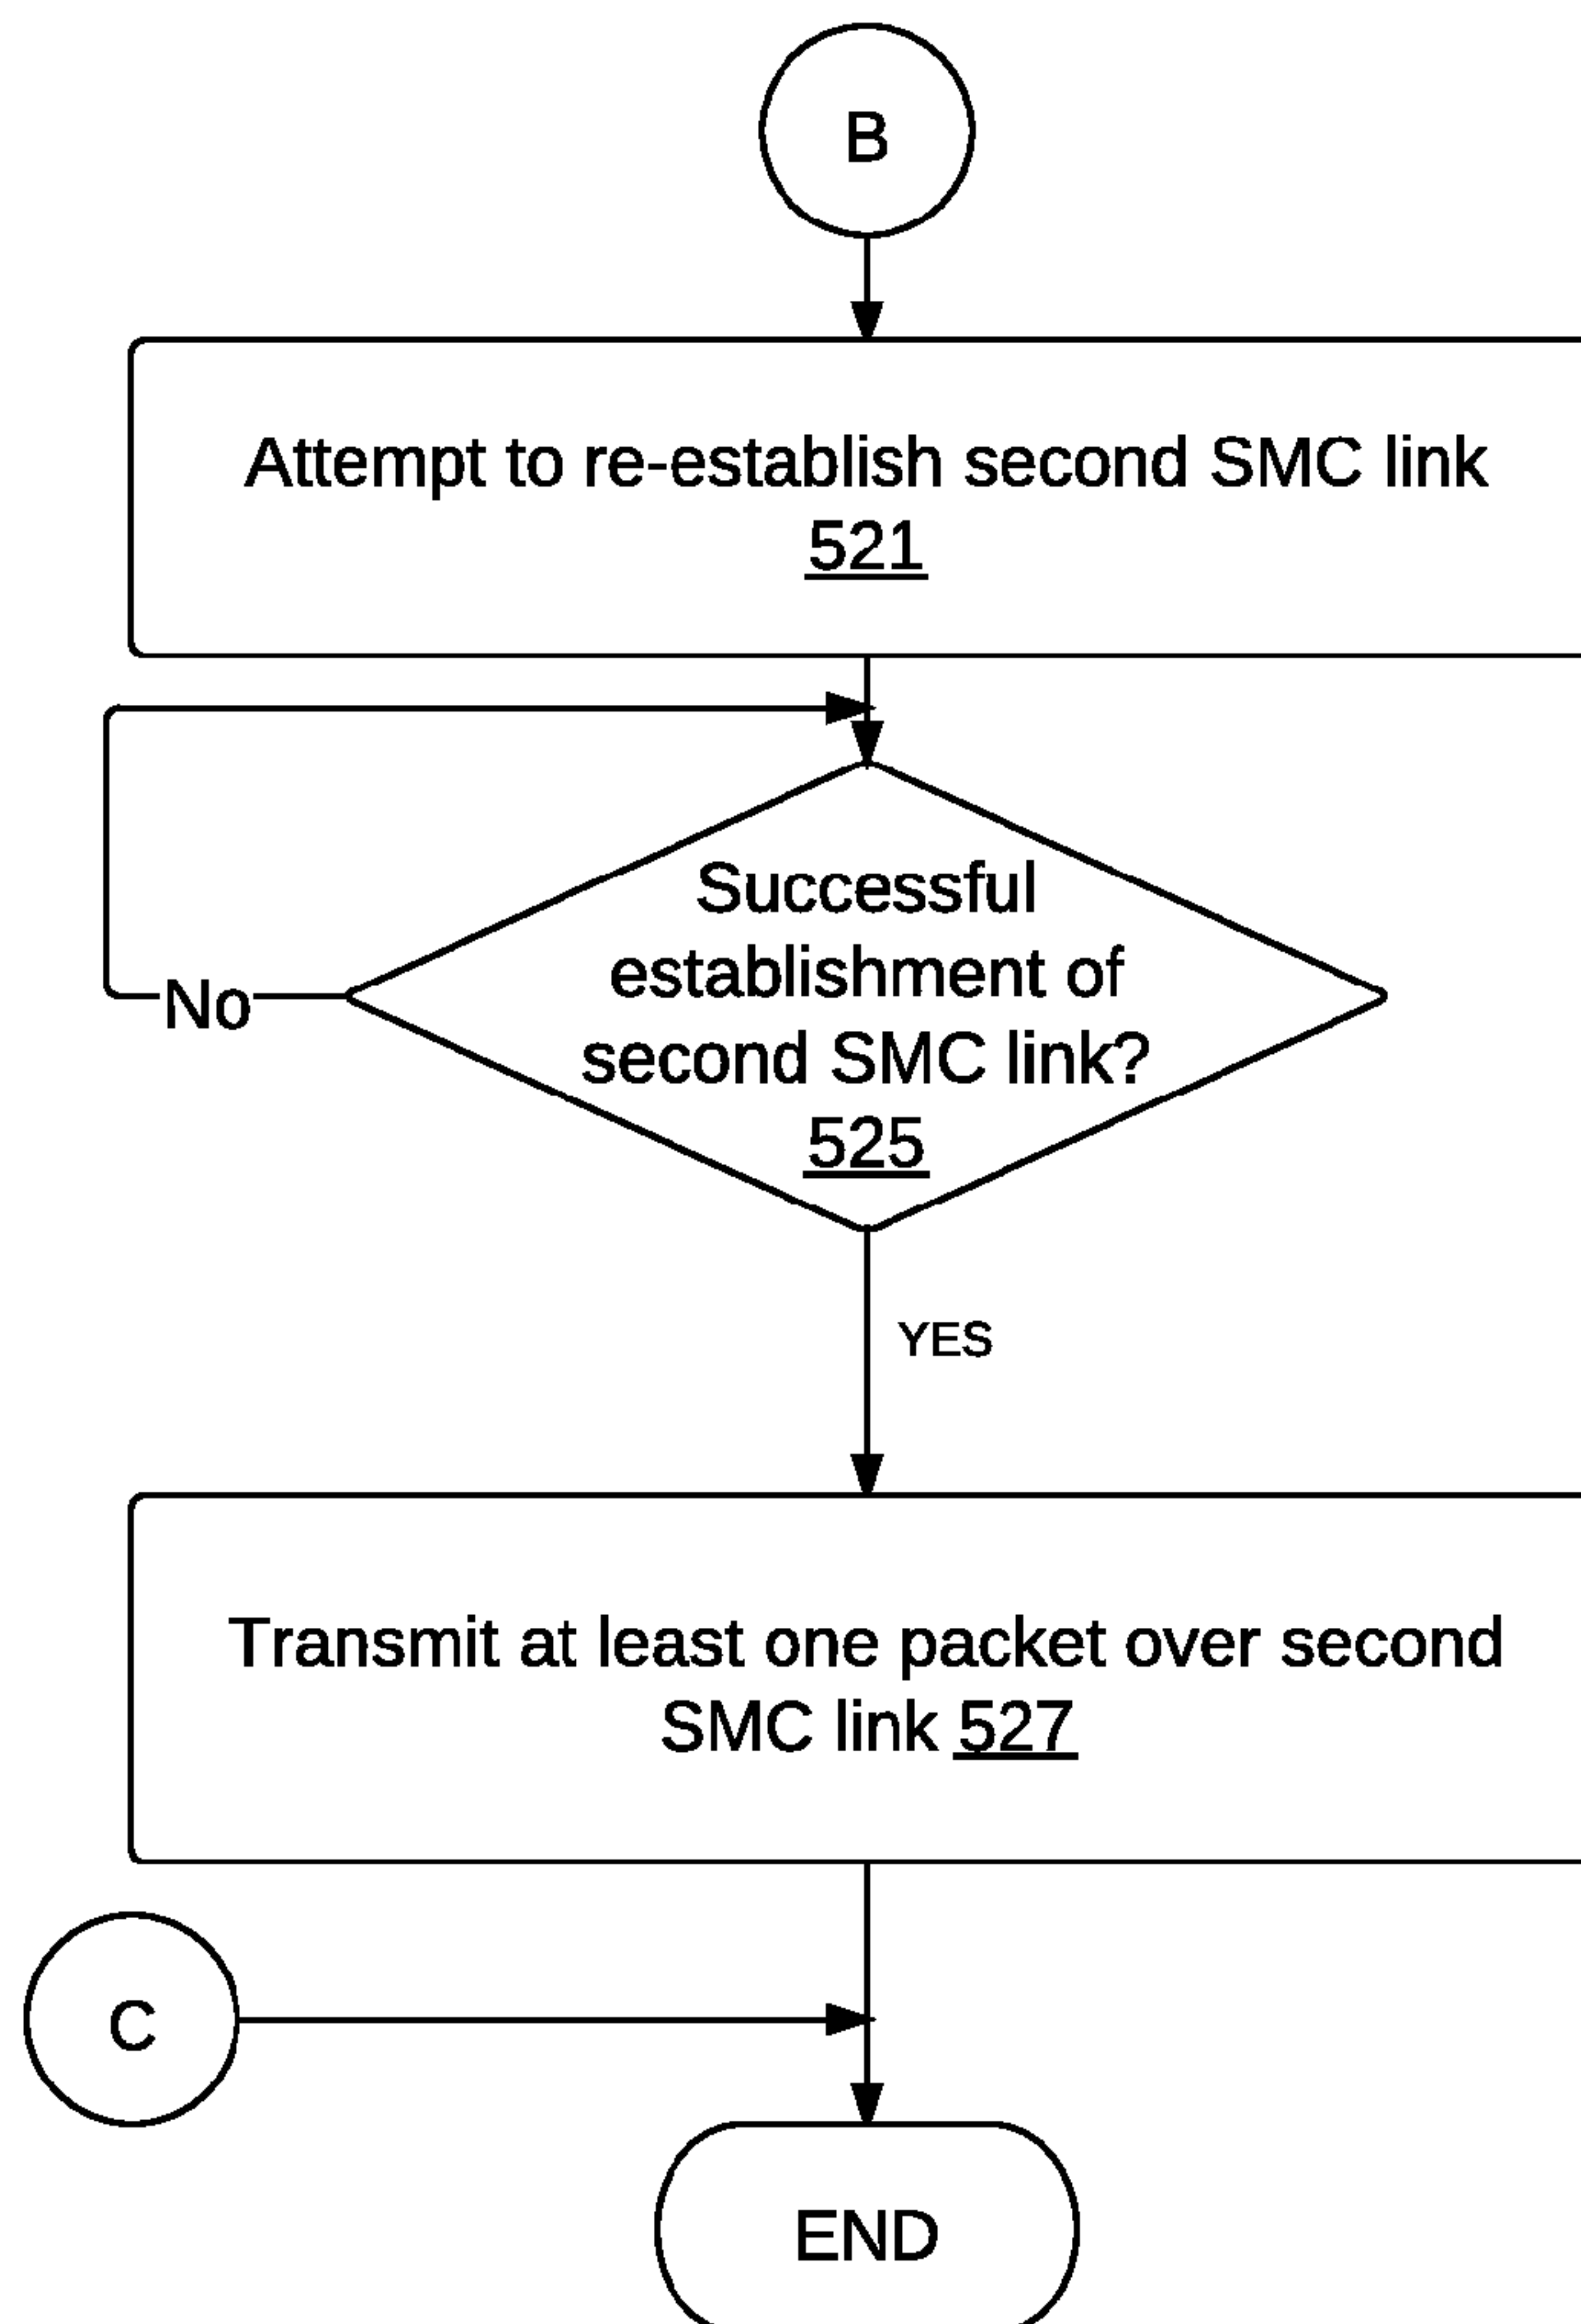 B
Attempt to re-establish second SMC link
521
Successful
establishment of
second SMC link?
525
No
YES
Transmit at least one packet over second
SMC link 527
C
END